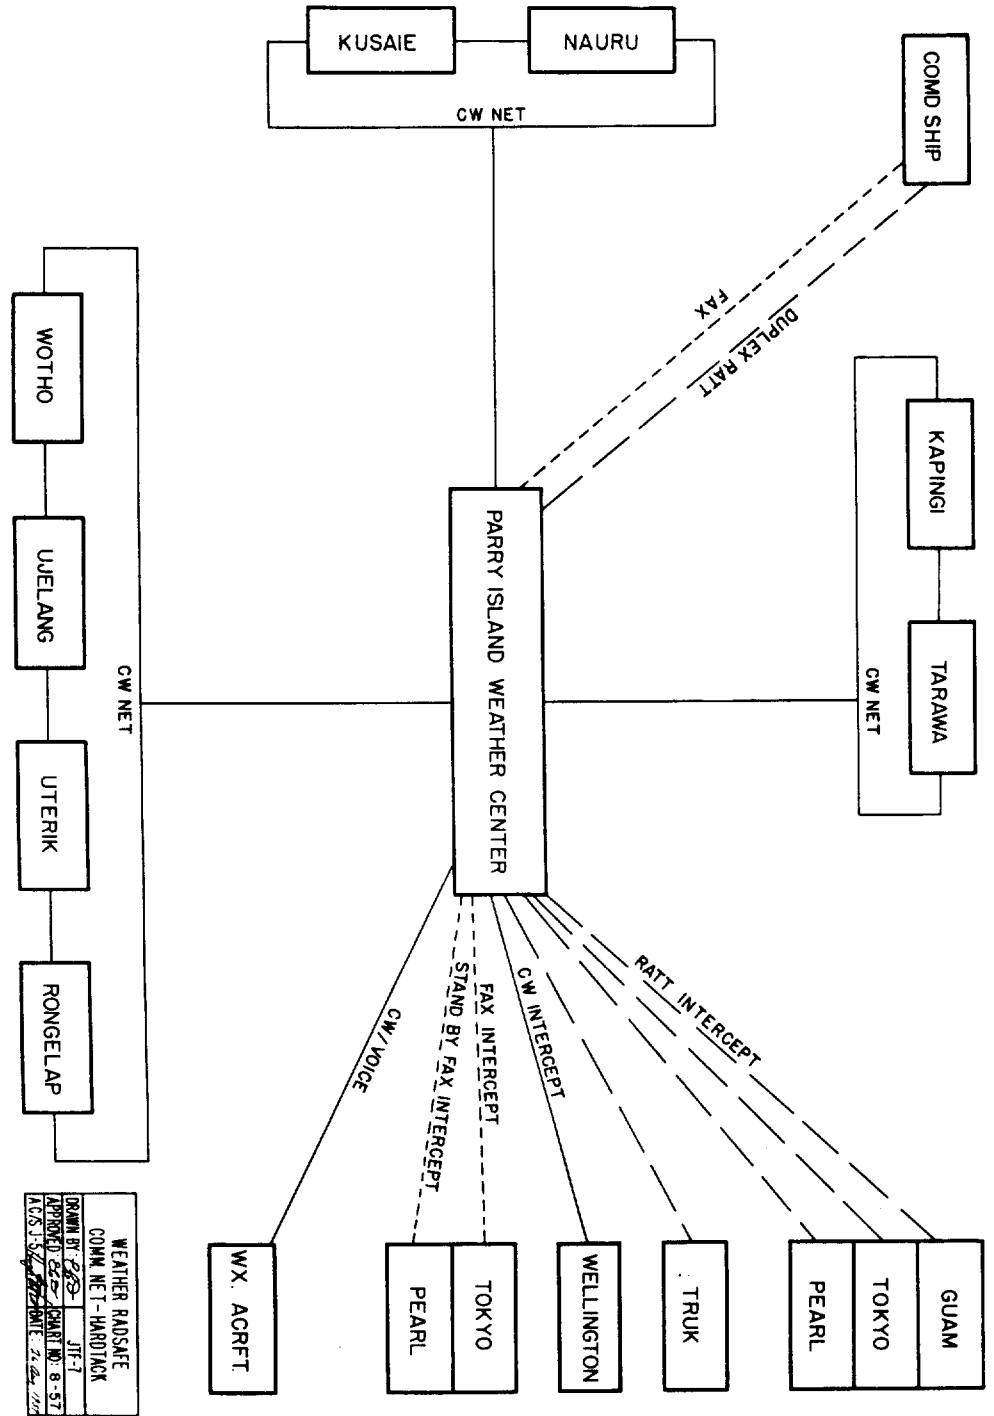 KUSAIE
NAURU
CW NET
COMD SHIP
FAX
DUPLEX RATT
KAPINGI
TARAWA
CW NET
PARRY ISLAND WEATHER CENTER
WOTHO
UJELANG
UTERIK
RONGELAP
CW NET
RATT INTERCEPT
CW INTERCEPT
FAX INTERCEPT
STAND BY FAX INTERCEPT
CW/VOICE
GUAM
TOKYO
PEARL
TRUK
WELLINGTON
TOKYO
PEARL
WX. ACRFT.
WEATHER RADSAFE
COMM. NET-HARDTACK
DRAWN BY: JTF-7
APPROVED: CHART NO: 8-57
AC/S J-5 DATE: